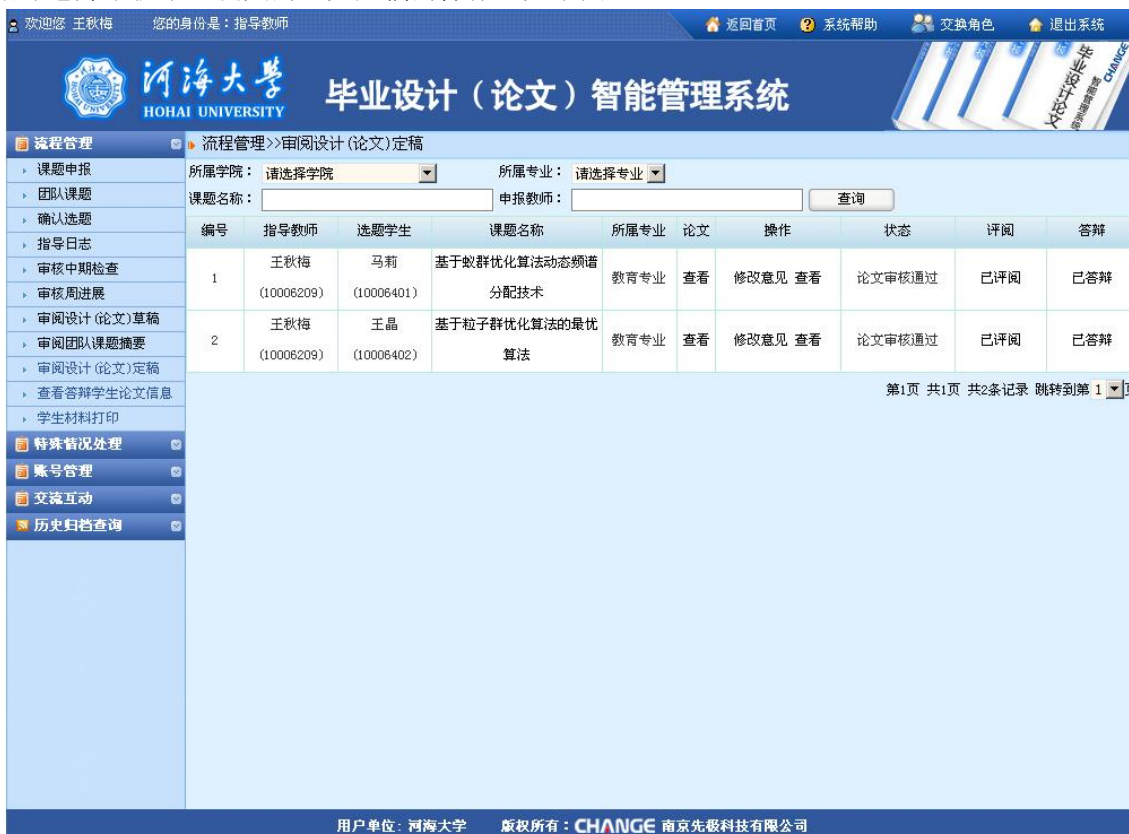 欢迎您 王秋梅 您的身份是：指导教师 返回首页 系统帮助 交换角色 退出系统
河海大学
HOHAI UNIVERSITY
毕业设计（论文）智能管理系统
毕业设计论文
智能管理系统
CHANGE
流程管理
课题申报
团队课题
确认选题
指导日志
审核中期检查
审核周进展
审阅设计(论文)草稿
审阅团队课题摘要
审阅设计(论文)定稿
查看答辩学生论文信息
学生材料打印
特殊情况处理
账号管理
交流互动
历史归档查询
流程管理>>审阅设计(论文)定稿
所属学院： 请选择学院 所属专业： 请选择专业
课题名称： 申报教师： 查询
编号 指导教师 选题学生 课题名称 所属专业 论文 操作 状态 评阅 答辩
1 王秋梅 马莉 基于蚁群优化算法动态频谱 教育专业 查看 修改意见 查看 论文审核通过 已评阅 已答辩
(10006209) (10006401) 分配技术
2 王秋梅 王晶 基于粒子群优化算法的最优 教育专业 查看 修改意见 查看 论文审核通过 已评阅 已答辩
(10006209) (10006402) 算法
第1页 共1页 共2条记录 跳转到第 1
用户单位: 河海大学 版权所有：CHANGE 南京先极科技有限公司